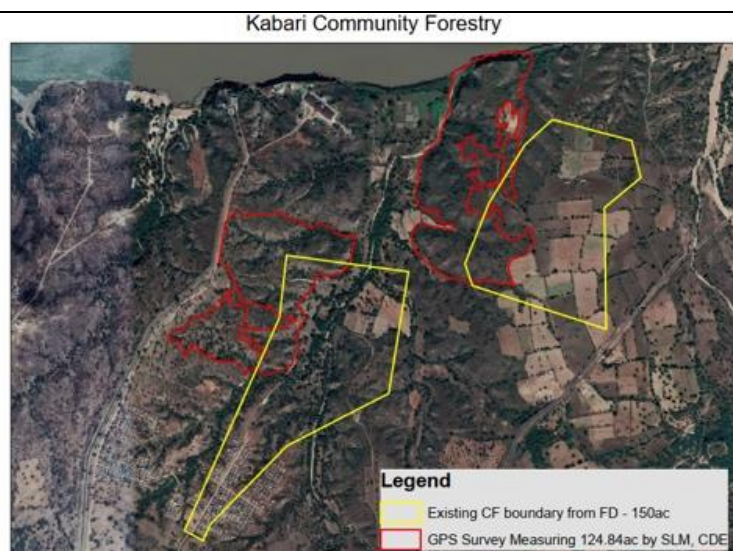 Kabari Community Forestry
Legend
Existing CF boundary from FD - 150ac
GPS Survey Measuring 124.84ac by SLM, CDE